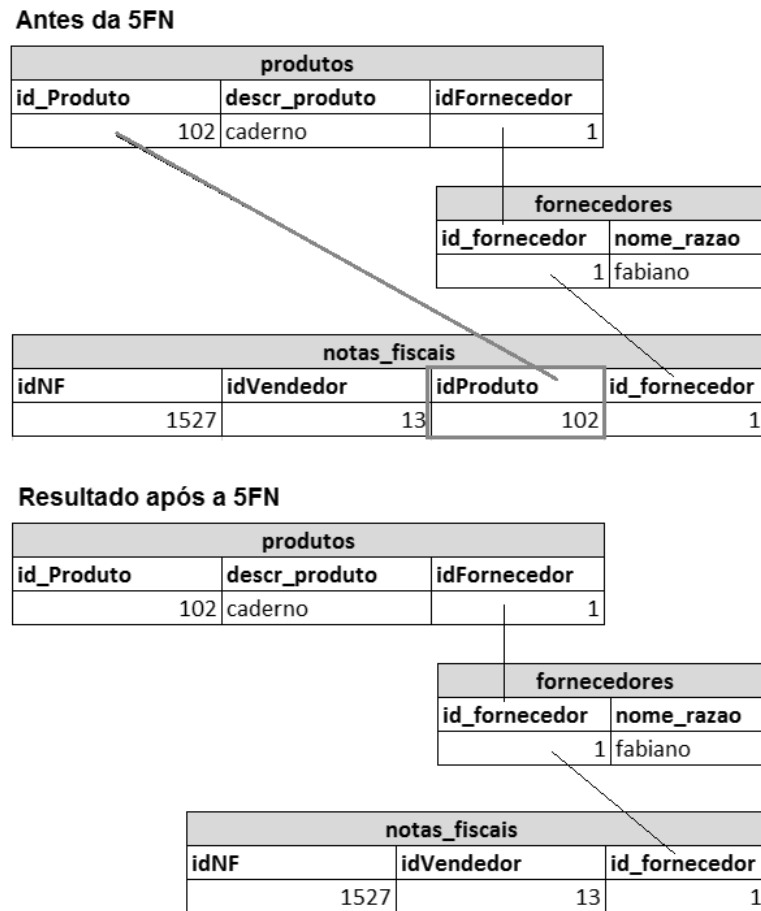 Antes da 5FN
produtos
id_Produto descr_produto idFornecedor
102 caderno 1
fornecedores
id_fornecedor nome_razao
1 fabiano
notas_fiscais
idNF idVendedor idProduto id_fornecedor
1527 13 102 1
Resultado após a 5FN
produtos
id_Produto descr_produto idFornecedor
102 caderno 1
fornecedores
id_fornecedor nome_razao
1 fabiano
notas_fiscais
idNF idVendedor id_fornecedor
1527 13 1